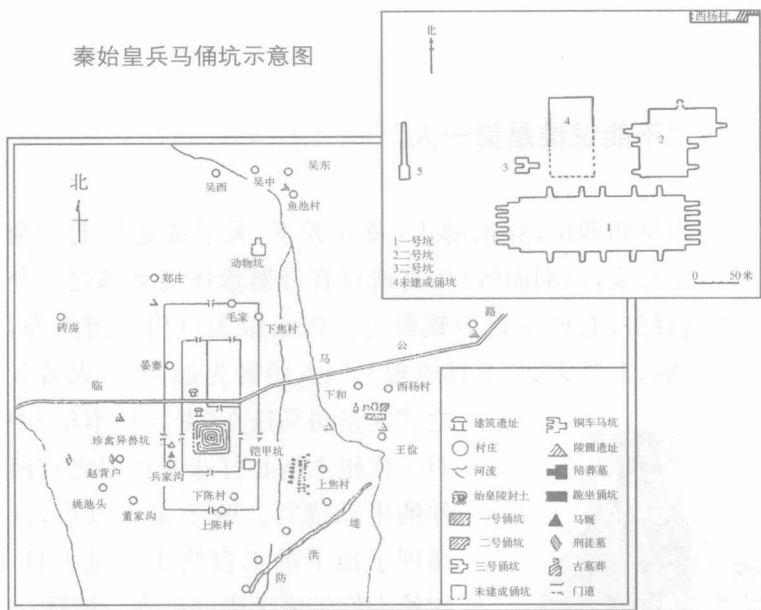 秦始皇兵马俑坑示意图
西杨村
北
4
2
3
5
1
1一号坑
2二号坑
3三号坑
4未建成俑坑
0 50米
北
吴西
吴中
吴东
鱼池村
动物坑
郑庄
砖房
毛家
下焦村
晏寨
临
马
公
路
下和
西杨村
珍禽异兽坑
王俭
赵背户
兵家沟
铠甲坑
上焦村
姚池头
董家沟
下陈村
上陈村
防
洪
堤
建筑遗址
村庄
河流
始皇陵封土
一号俑坑
二号俑坑
三号俑坑
未建成俑坑
铜车马坑
陵园遗址
陪葬墓
跪坐俑坑
马厩
刑徒墓
古墓葬
门道